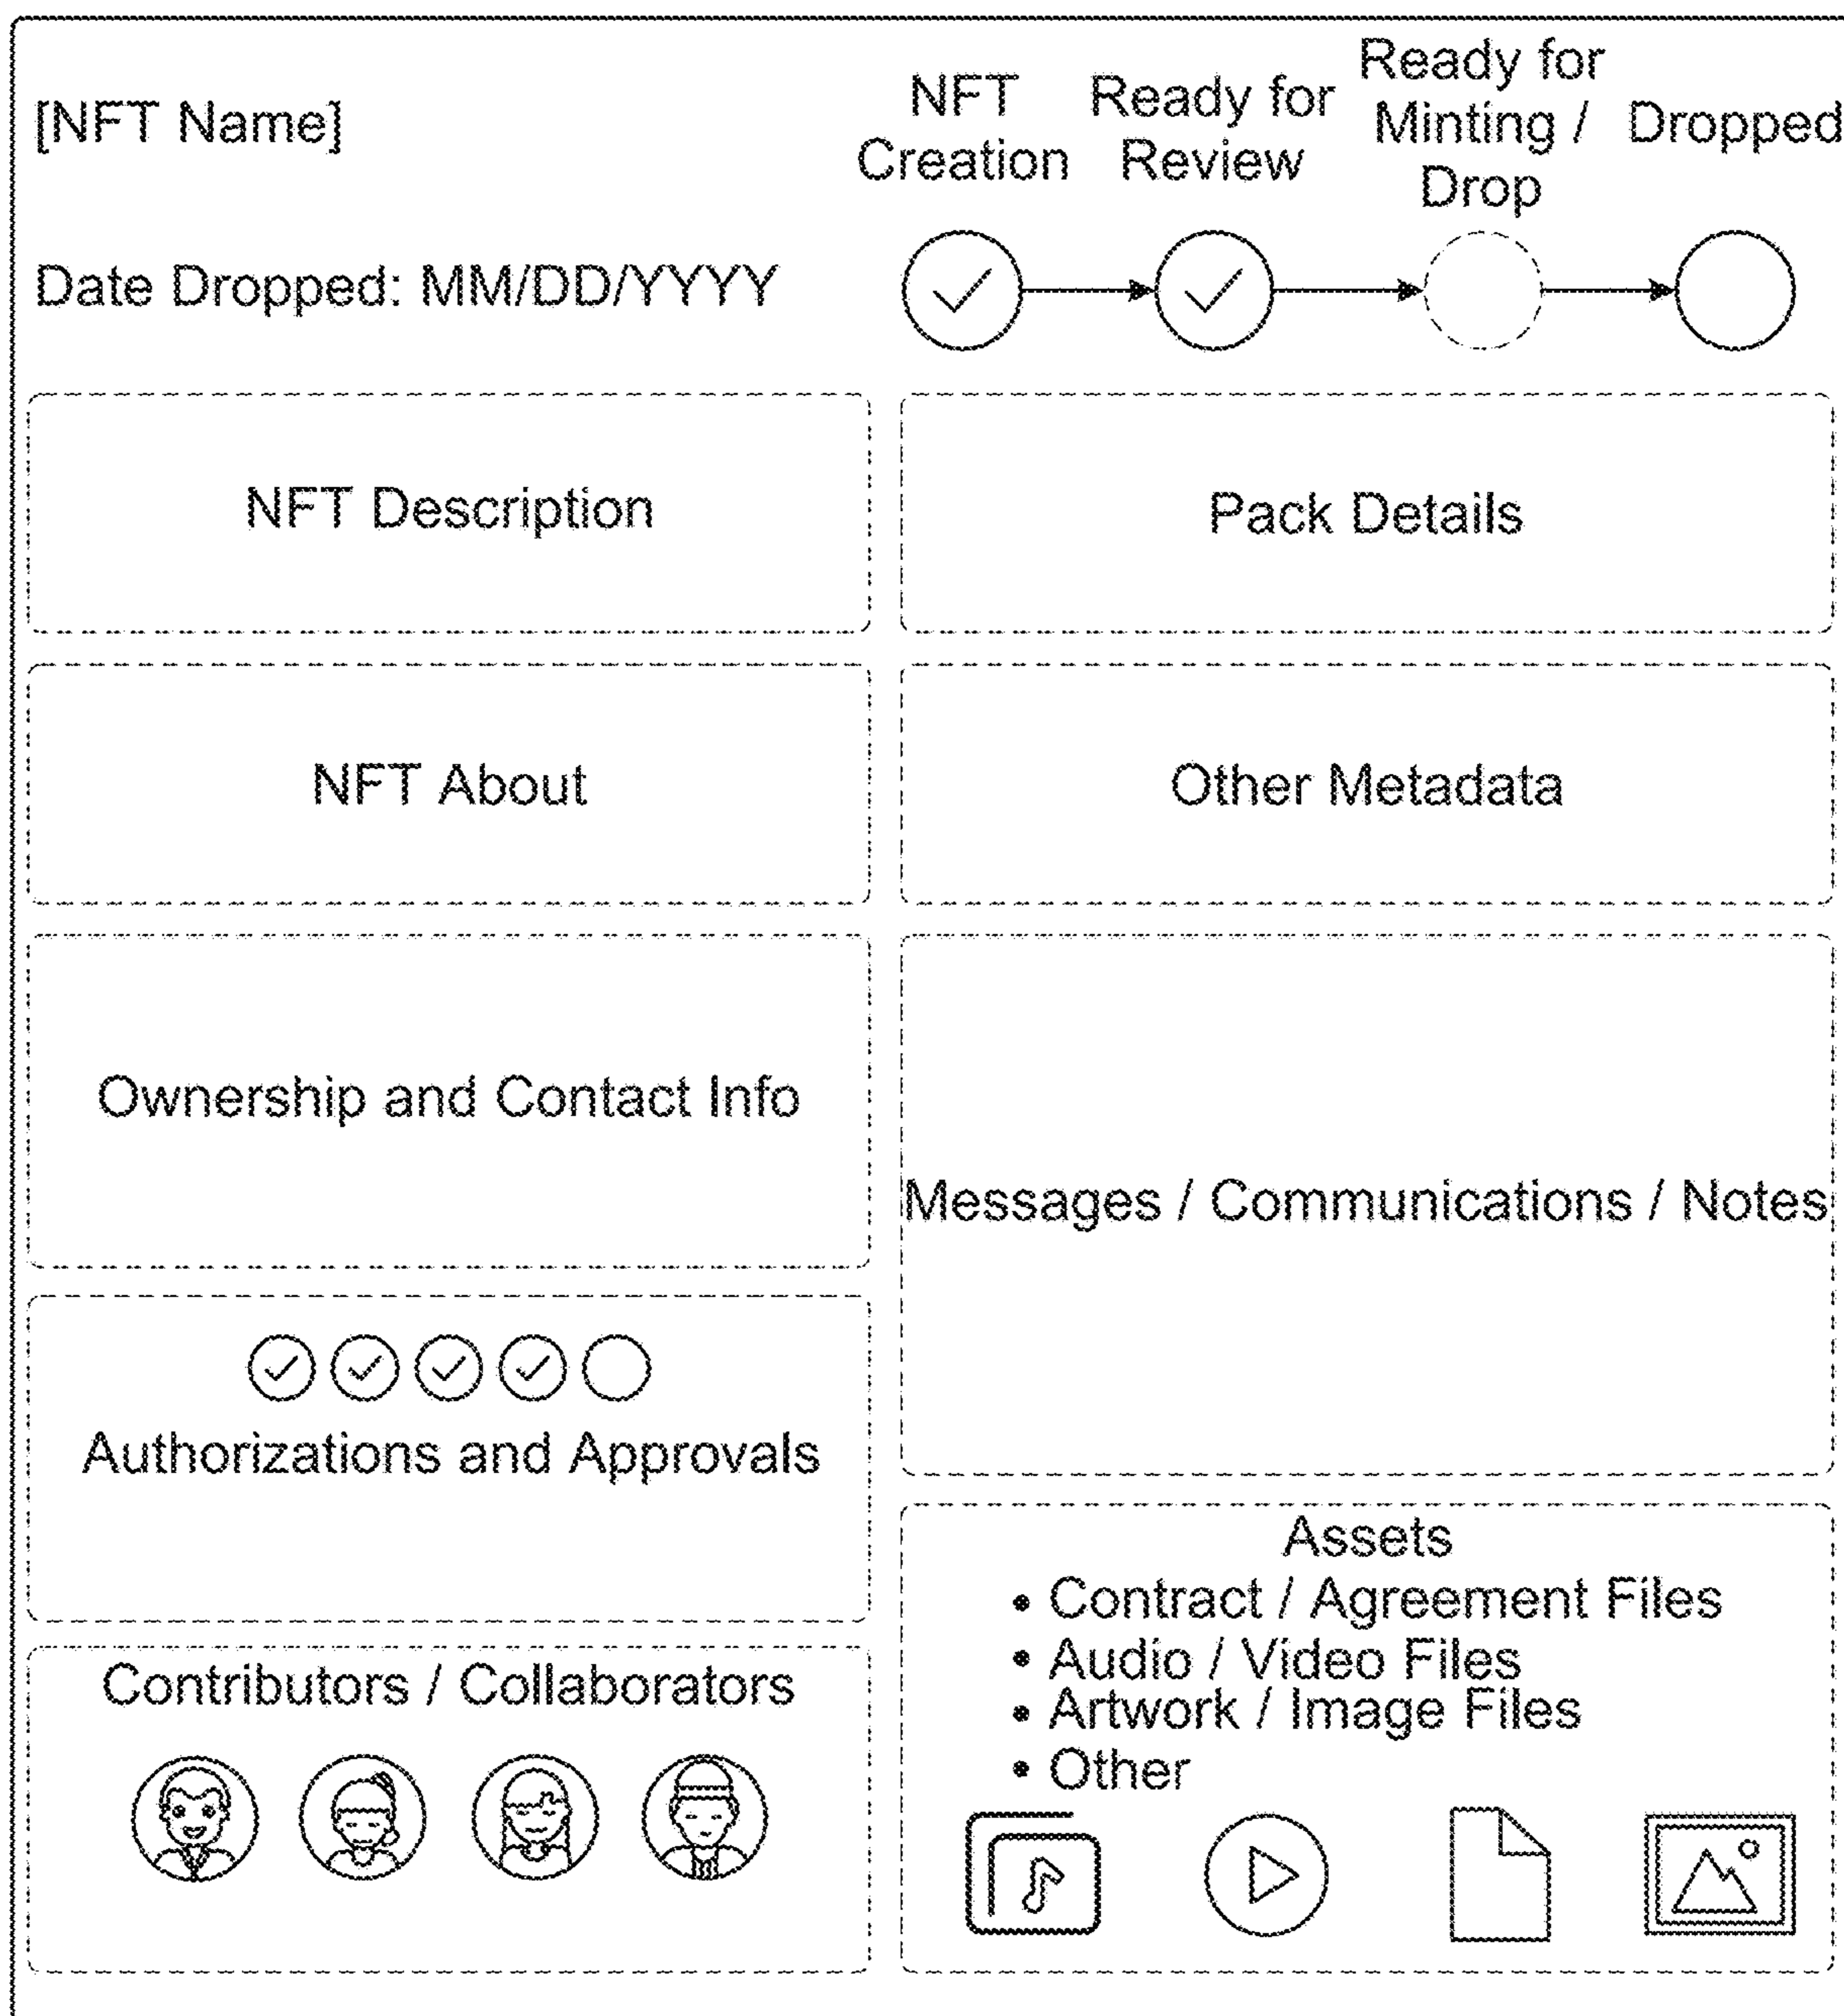 [NFT Name]
NFT
Creation
Ready for
Review
Ready for
Minting /
Drop
Dropped
Date Dropped: MM/DD/YYYY
NFT Description
Pack Details
NFT About
Other Metadata
Ownership and Contact Info
Messages / Communications / Notes
Authorizations and Approvals
Contributors / Collaborators
Assets
• Contract / Agreement Files
• Audio / Video Files
• Artwork / Image Files
• Other